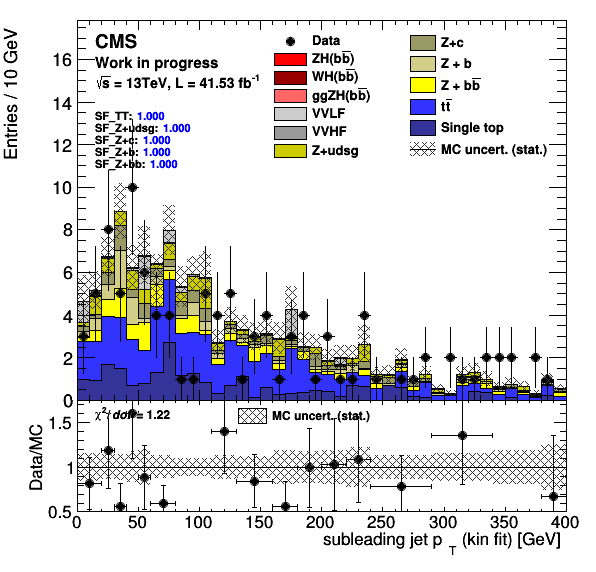 CMS
Work in progress
√s = 13TeV, L = 41.53 fb⁻¹
SF_TT: 1.000
SF_Z+udsg: 1.000
SF_Z+c: 1.000
SF_Z+b: 1.000
SF_Z+bb: 1.000
Data
ZH(bb̅)
WH(bb̅)
ggZH(bb̅)
VVLF
VVHF
Z+udsg
Z+c
Z + b
Z + bb̅
tt̅
Single top
MC uncert. (stat.)
Entries / 10 GeV
16
14
12
10
8
6
4
2
0
χ²/dof = 1.22
MC uncert.(stat.)
Data/MC
1.5
1
0.5
0 50 100 150 200 250 300 350 400
subleading jet p_T (kin fit) [GeV]